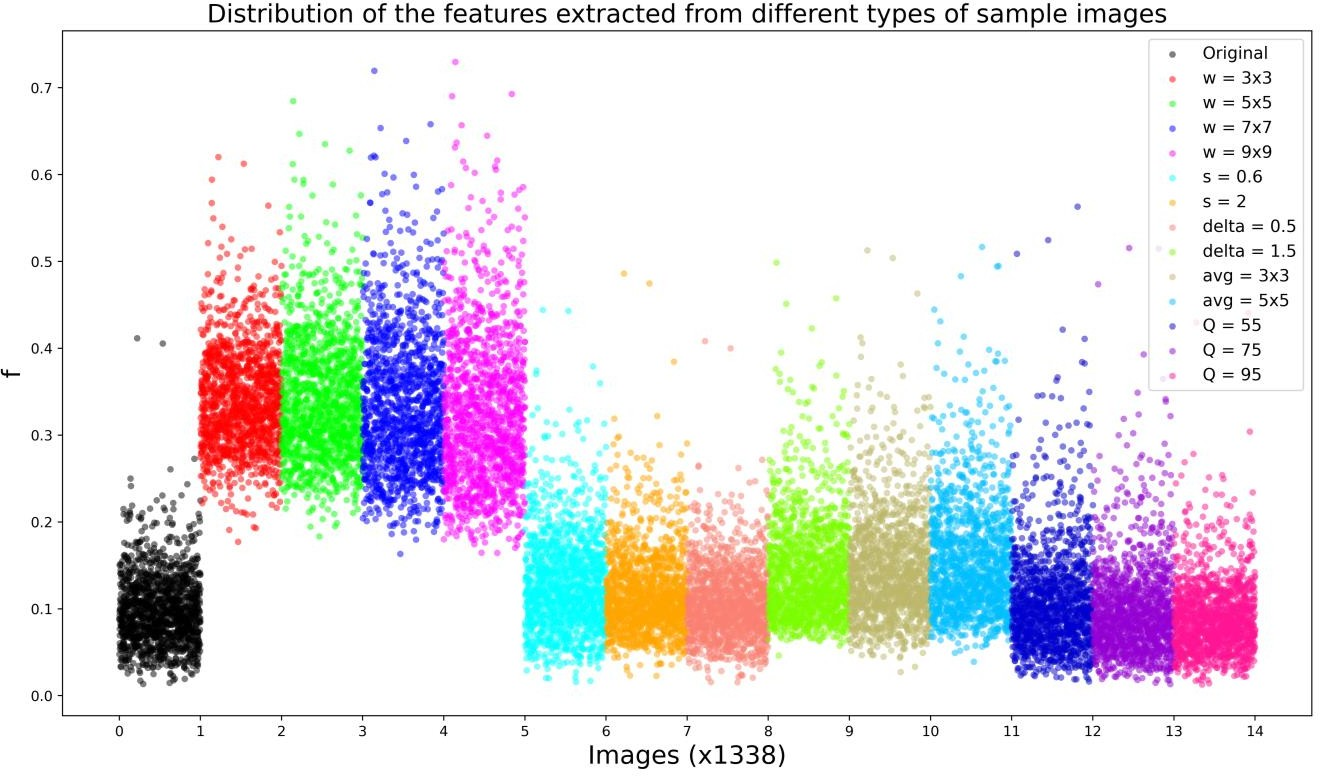 Distribution of the features extracted from different types of sample images
f
0.7
0.6
0.5
0.4
0.3
0.2
0.1
0.0
Original
w = 3x3
w = 5x5
w = 7x7
w = 9x9
s = 0.6
s = 2
delta = 0.5
delta = 1.5
avg = 3x3
avg = 5x5
Q = 55
Q = 75
Q = 95
0 1 2 3 4 5 6 7 8 9 10 11 12 13 14
Images (x1338)